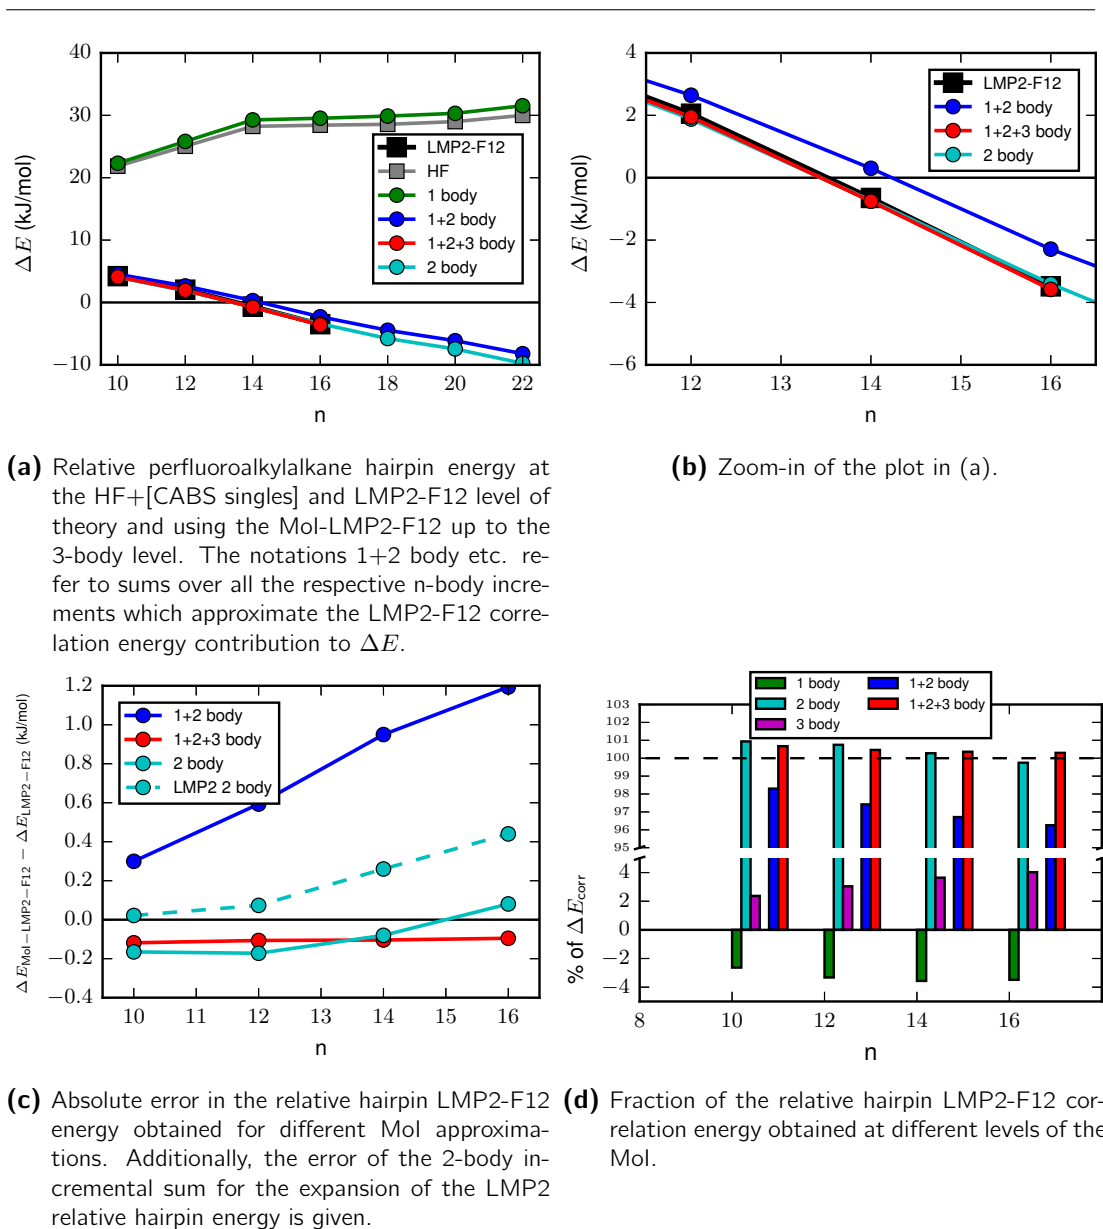 40
30
20
10
0
−10
ΔE (kJ/mol)
10 12 14 16 18 20 22
n
LMP2-F12
HF
1 body
1+2 body
1+2+3 body
2 body
4
2
0
−2
−4
−6
ΔE (kJ/mol)
12 13 14 15 16
n
LMP2-F12
1+2 body
1+2+3 body
2 body
(a) Relative perfluoroalkylalkane hairpin energy at
the HF+[CABS singles] and LMP2-F12 level of
theory and using the Mol-LMP2-F12 up to the
3-body level. The notations 1+2 body etc. re-
fer to sums over all the respective n-body incre-
ments which approximate the LMP2-F12 corre-
lation energy contribution to ΔE.
(b) Zoom-in of the plot in (a).
1.2
1.0
0.8
0.6
0.4
0.2
0.0
−0.2
−0.4
ΔE Mol−LMP2−F12 − ΔE LMP2−F12 (kJ/mol)
10 11 12 13 14 15 16
n
1+2 body
1+2+3 body
2 body
LMP2 2 body
1 body
2 body
3 body
1+2 body
1+2+3 body
103
102
101
100
99
98
97
96
95
4
2
0
−2
−4
% of ΔEcorr
8 10 12 14 16
n
(c) Absolute error in the relative hairpin LMP2-F12
energy obtained for different Mol approxima-
tions. Additionally, the error of the 2-body in-
cremental sum for the expansion of the LMP2
relative hairpin energy is given.
(d) Fraction of the relative hairpin LMP2-F12 cor-
relation energy obtained at different levels of the
Mol.